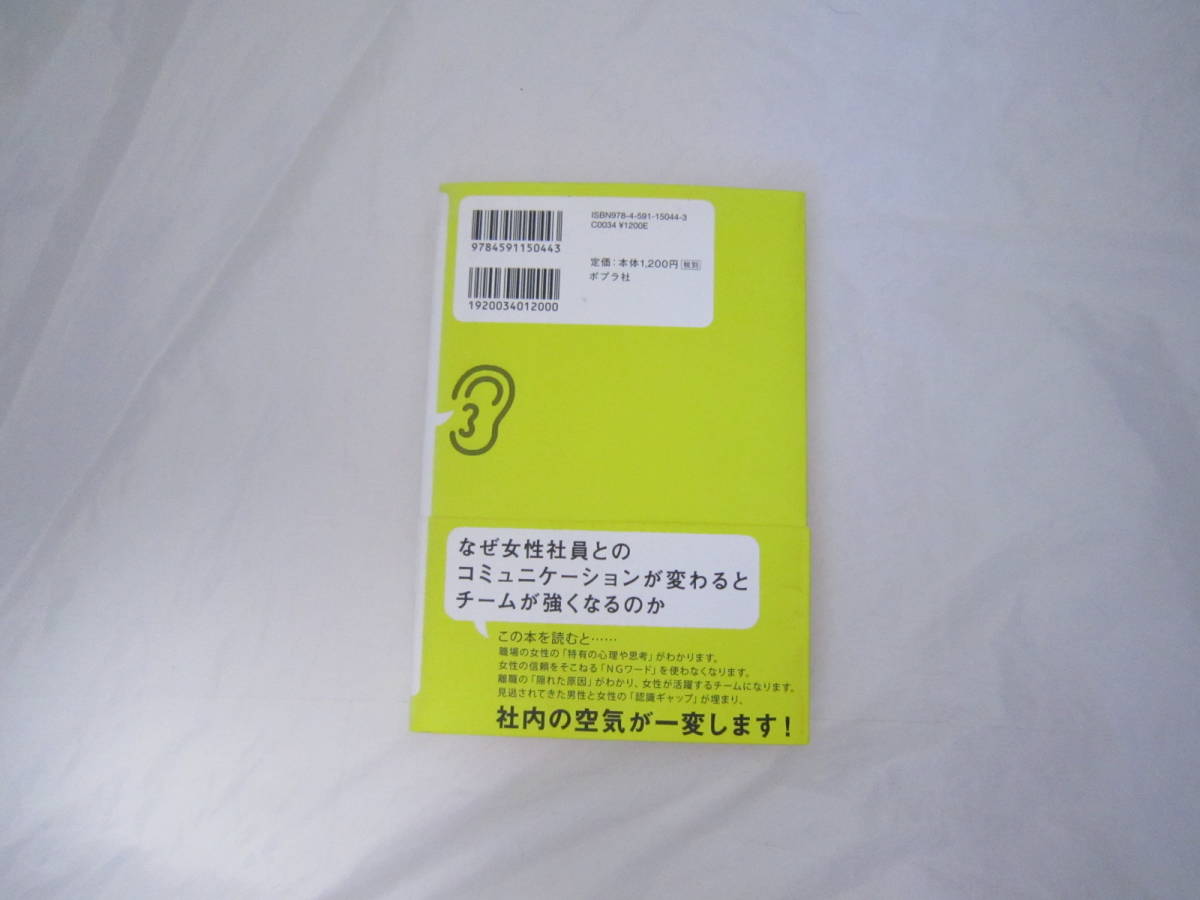 9784591150443
ISBN978-4-591-15044-3
C0034 ¥1200E
1920034012000
定価：本体1,200円 税別
ポプラ社
なぜ女性社員との
コミュニケーションが変わると
チームが強くなるのか
この本を読むと……
職場の女性の「特有の心理や思考」がわかります。
女性の信頼をそこねる「NGワード」を使わなくなります。
離職の「隠れた原因」がわかり、女性が活躍するチームになります。
見逃されてきた男性と女性の「認識ギャップ」が埋まり、
社内の空気が一変します！